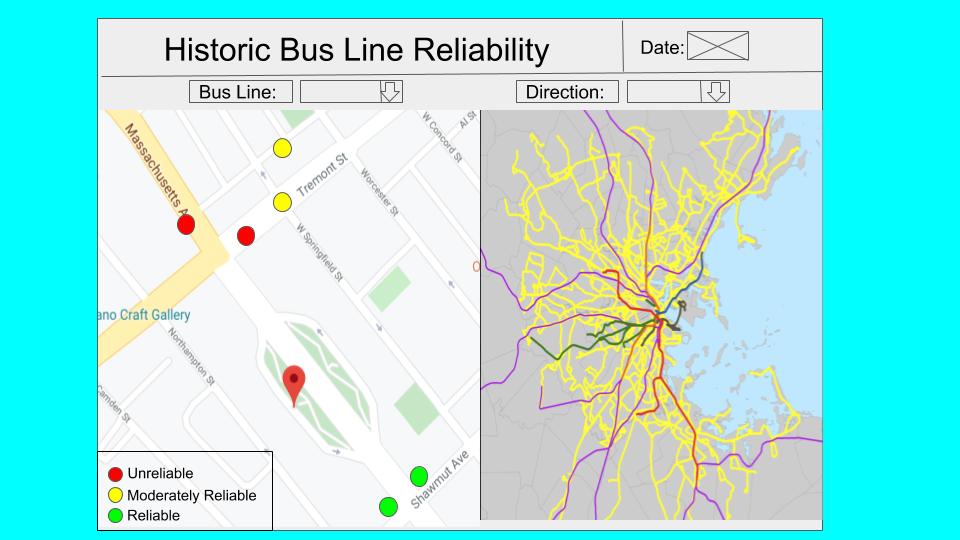 Historic Bus Line Reliability
Date:
Bus Line:
Direction:
Massachusetts A
Tremont St
W Concord St
Al St
Worcester St
W Springfield St
O
ano Craft Gallery
Northampton St
Camden St
Shawmut Ave
Unreliable
Moderately Reliable
Reliable